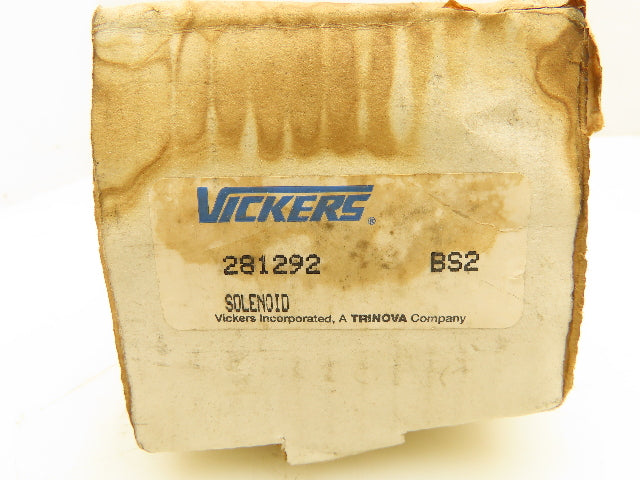 VICKERS®
281292 BS2
SOLENOID
Vickers Incorporated, A TRINOVA Company